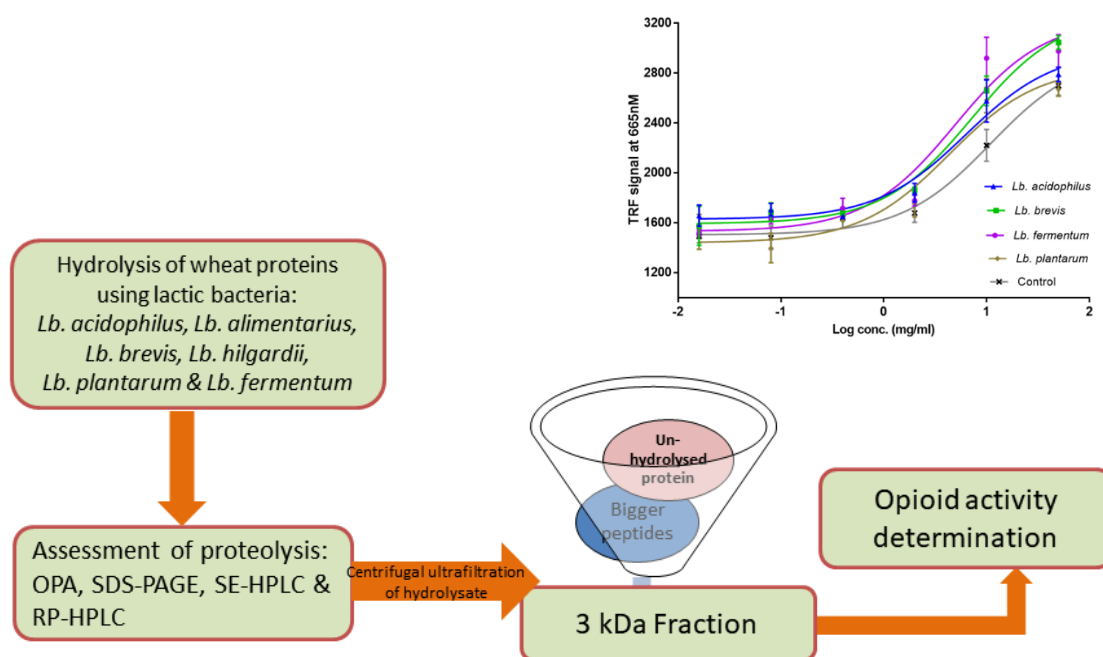 3200
2800
2400
2000
1600
1200
TRF signal at 665nM
-2
-1
0
1
2
Log conc. (mg/ml)
Lb. acidophilus
Lb. brevis
Lb. fermentum
Lb. plantarum
Control
Hydrolysis of wheat proteins
using lactic bacteria:
Lb. acidophilus, Lb. alimentarius,
Lb. brevis, Lb. hilgardii,
Lb. plantarum & Lb. fermentum
Assessment of proteolysis:
OPA, SDS-PAGE, SE-HPLC &
RP-HPLC
Centrifugal ultrafiltration
of hydrolysate
Un-
hydrolysed
protein
Bigger
peptides
3 kDa Fraction
Opioid activity
determination